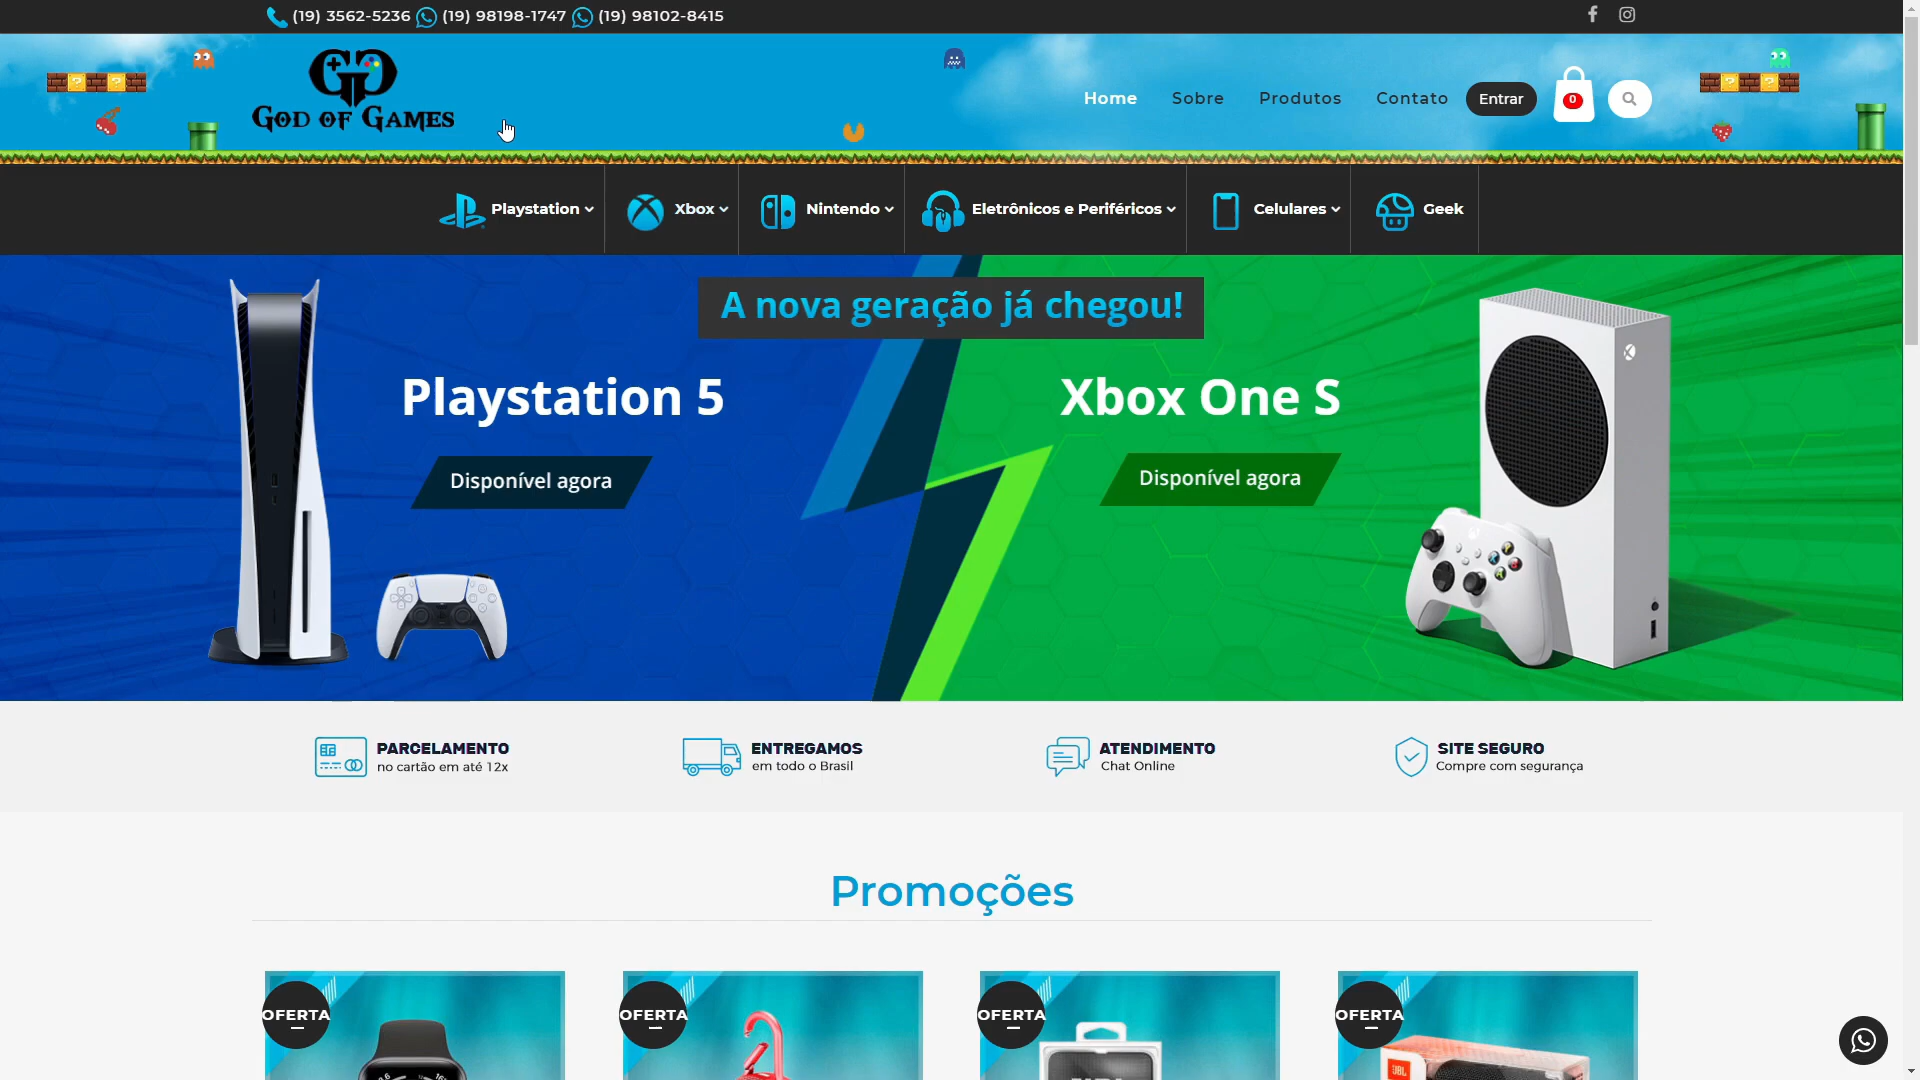 (19) 3562-5236 (19) 98198-1747 (19) 98102-8415
GOD OF GAMES
Home Sobre Produtos Contato Entrar 0
Playstation Xbox Nintendo Eletrônicos e Periféricos Celulares Geek
A nova geração já chegou!
Playstation 5 Xbox One S
Disponível agora Disponível agora
PARCELAMENTO ENTREGAMOS ATENDIMENTO SITE SEGURO
no cartão em até 12x em todo o Brasil Chat Online Compre com segurança
Promoções
OFERTA OFERTA OFERTA OFERTA
JBL